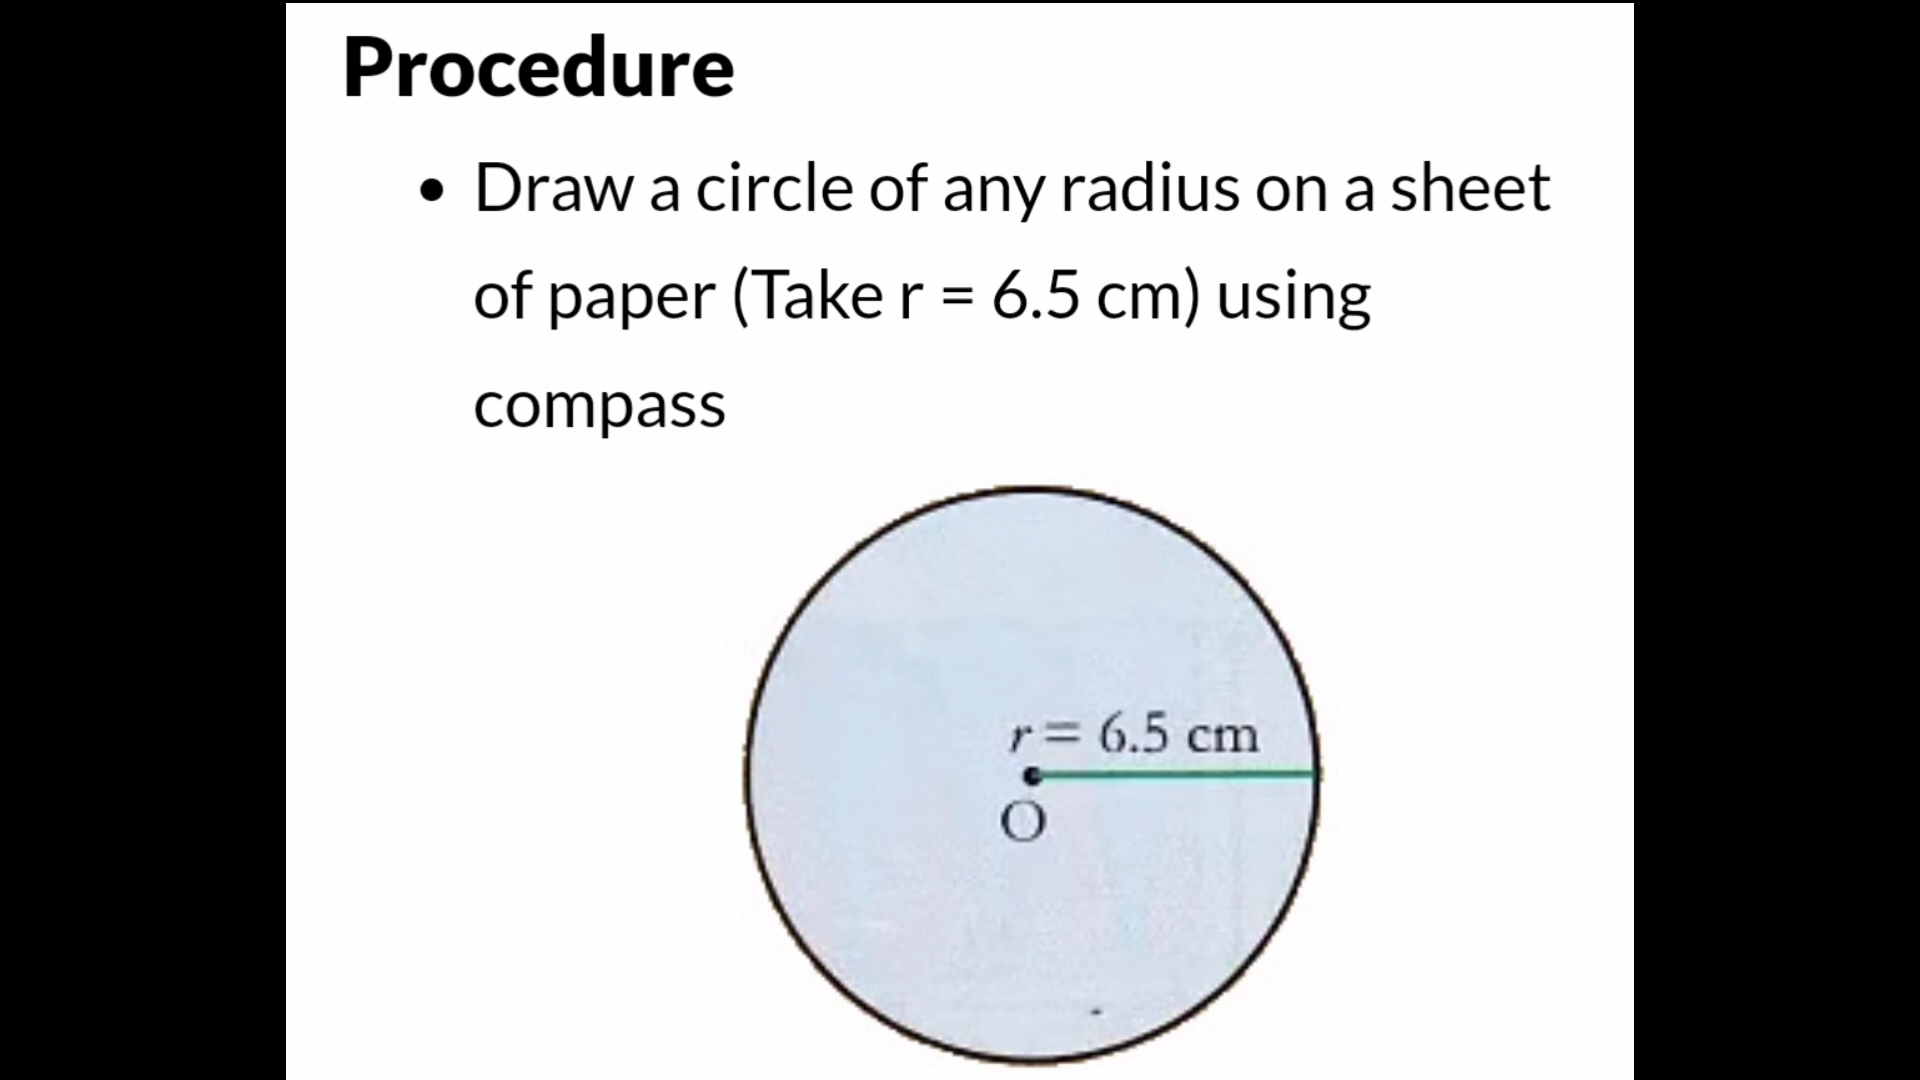 Procedure
• Draw a circle of any radius on a sheet
of paper (Take r = 6.5 cm) using
compass
r = 6.5 cm
O